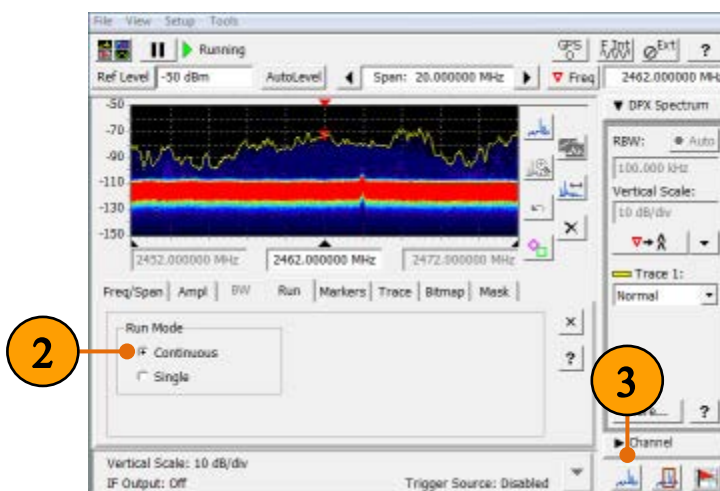 File View Setup Tools
Running GPS F Int Ext ?
Ref Level -50 dBm AutoLevel Span: 20.000000 MHz Freq 2462.000000 MHz
-50
-70
-90
-110
-130
-150
2452.000000 MHz 2462.000000 MHz 2472.000000 MHz
DPX Spectrum
RBW: Auto
100.000 kHz
Vertical Scale:
10 dB/div
Trace 1:
Normal
?
Channel
Freq/Span Ampl BW Run Markers Trace Bitmap Mask
Run Mode
Continuous
Single
?
2
3
Vertical Scale: 10 dB/div
IF Output: Off Trigger Source: Disabled